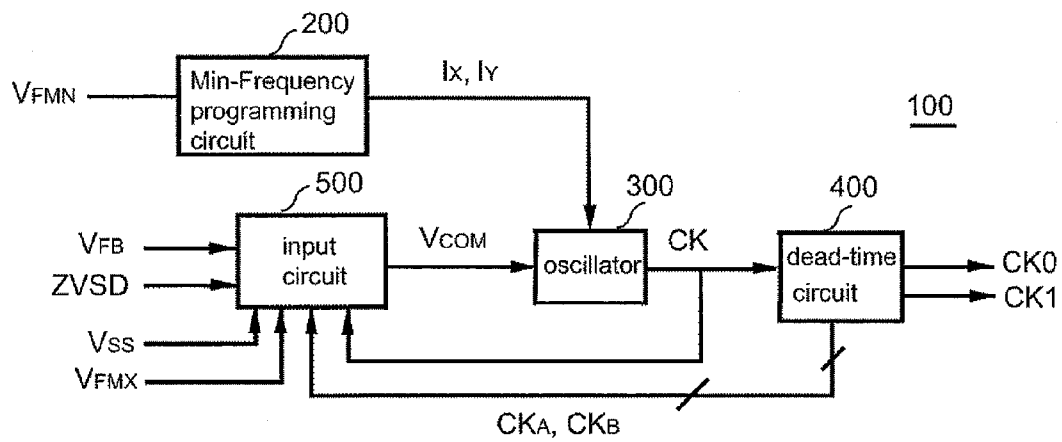 200
VFMN
Min-Frequency
programming
circuit
IX, IY
100
500
300
400
VFB
ZVSD
input
circuit
VCOM
oscillator
CK
dead-time
circuit
CK0
CK1
VSS
VFMX
CKA, CKB